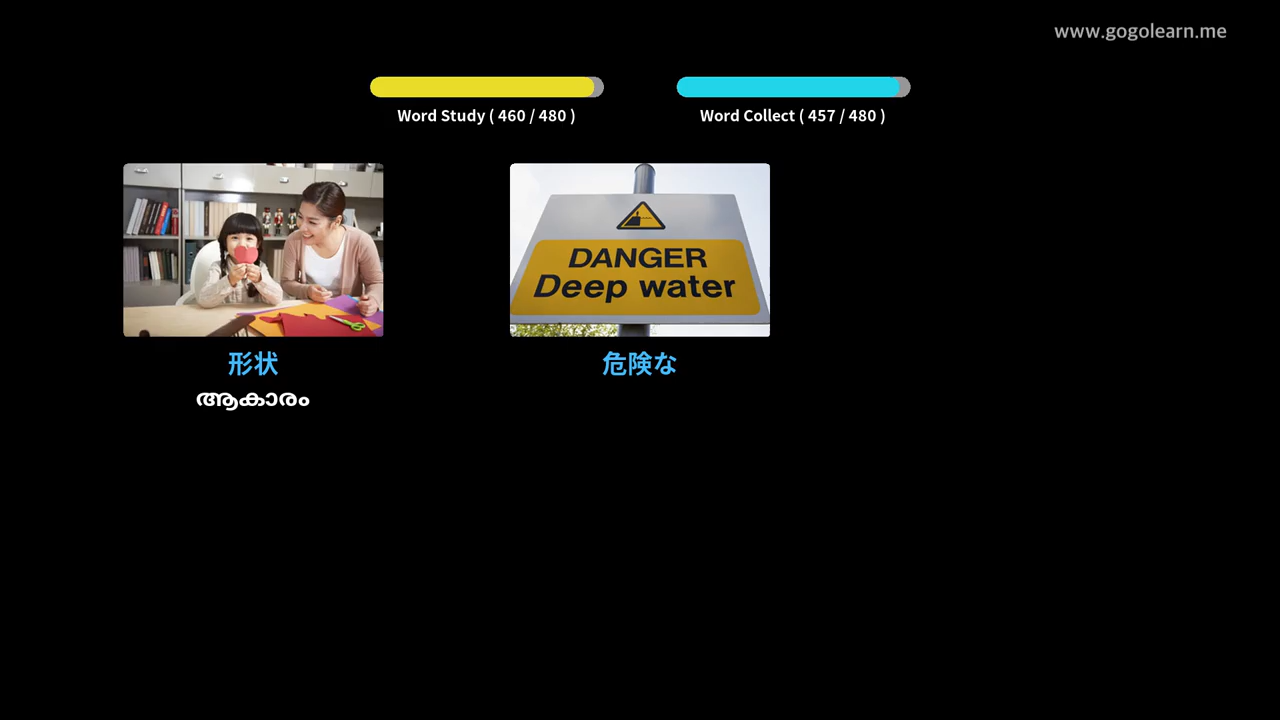 www.gogolearn.me
Word Study ( 460 / 480 )
Word Collect ( 457 / 480 )
DANGER
Deep water
形状
危険な
ആകാരം